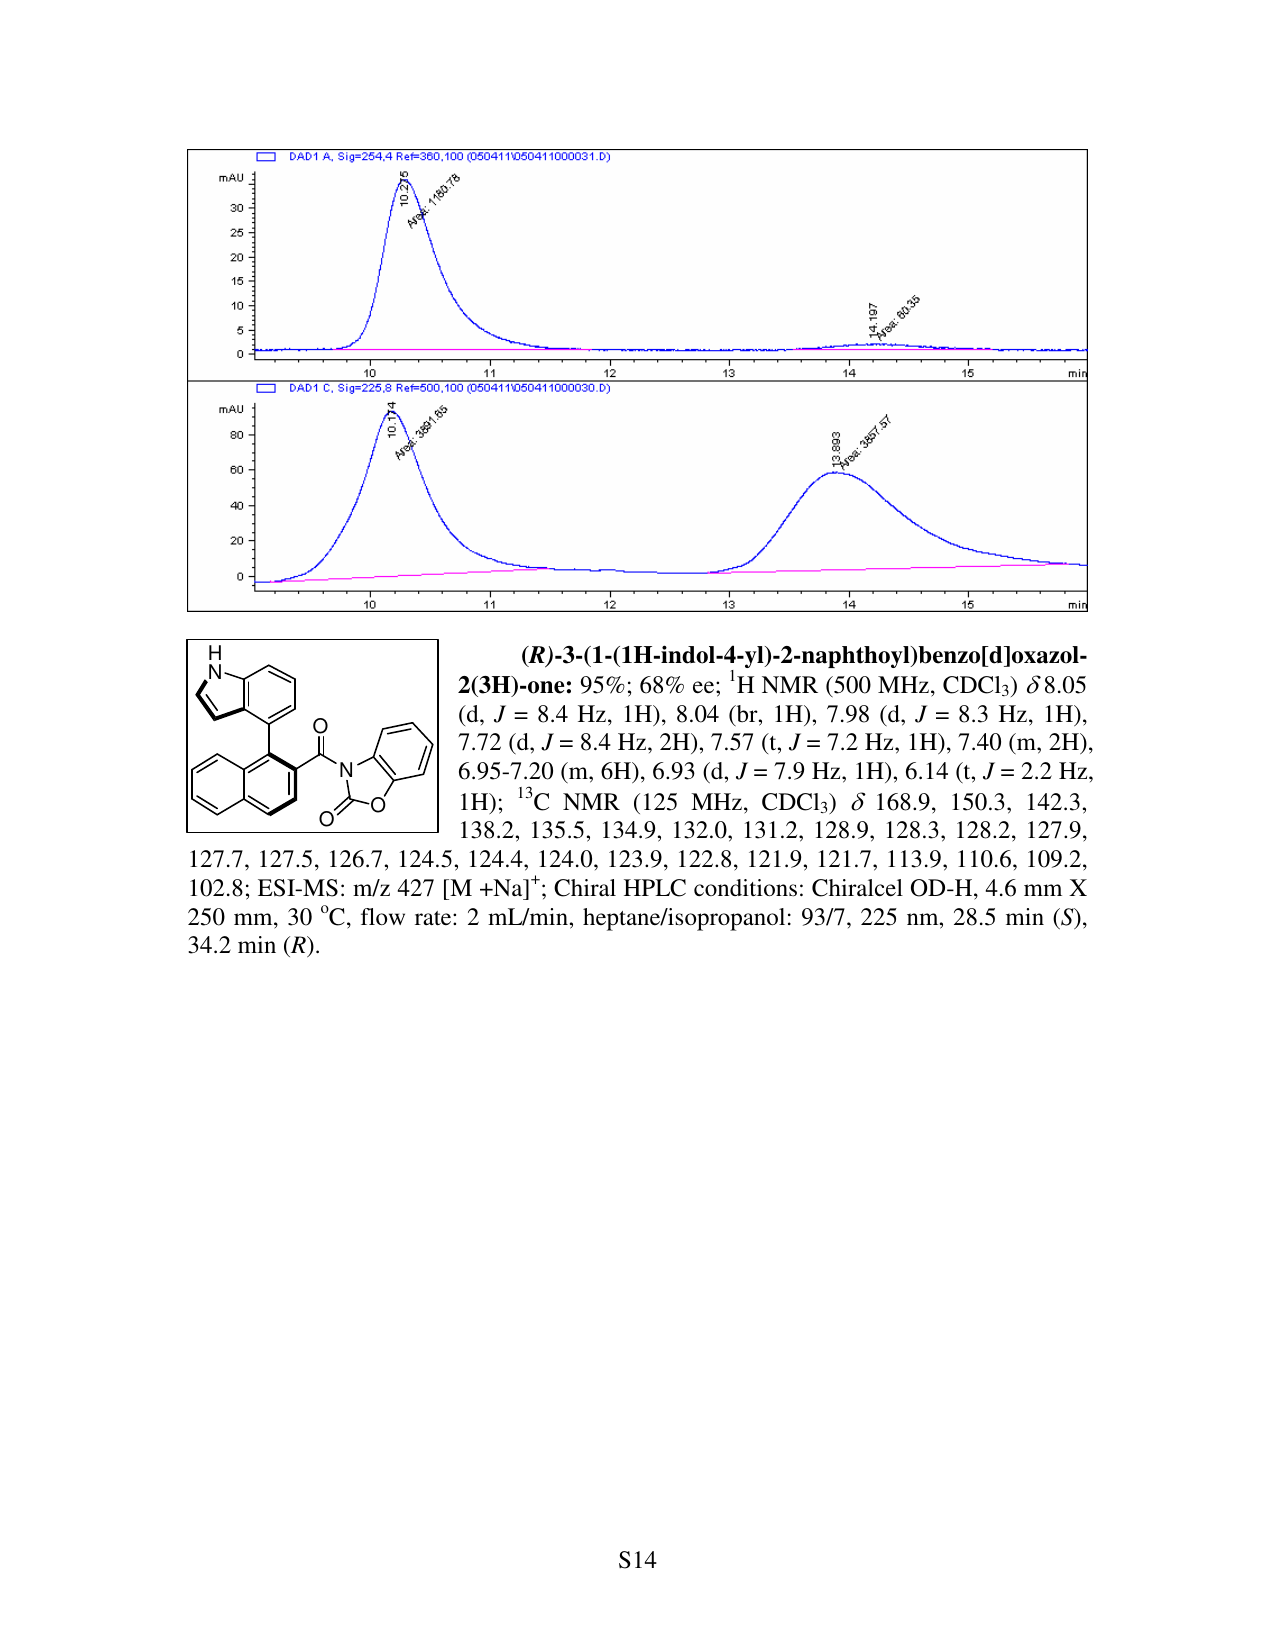 DAD1 A, Sig=254,4 Ref=360,100 (050411\050411000031.D)
mAU
10.275
Area: 1180.78
14.197
Area: 60.35
30
25
20
15
10
5
0
10 11 12 13 14 15 min
DAD1 C, Sig=225,8 Ref=500,100 (050411\050411000030.D)
mAU
10.174
Area: 3891.65
13.893
Area: 3857.57
80
60
40
20
0
10 11 12 13 14 15 min
H
N
O
N
O
O
(R)-3-(1-(1H-indol-4-yl)-2-naphthoyl)benzo[d]oxazol-
2(3H)-one: 95%; 68% ee; ¹H NMR (500 MHz, CDCl₃) δ 8.05
(d, J = 8.4 Hz, 1H), 8.04 (br, 1H), 7.98 (d, J = 8.3 Hz, 1H),
7.72 (d, J = 8.4 Hz, 2H), 7.57 (t, J = 7.2 Hz, 1H), 7.40 (m, 2H),
6.95-7.20 (m, 6H), 6.93 (d, J = 7.9 Hz, 1H), 6.14 (t, J = 2.2 Hz,
1H); ¹³C NMR (125 MHz, CDCl₃) δ 168.9, 150.3, 142.3,
138.2, 135.5, 134.9, 132.0, 131.2, 128.9, 128.3, 128.2, 127.9,
127.7, 127.5, 126.7, 124.5, 124.4, 124.0, 123.9, 122.8, 121.9, 121.7, 113.9, 110.6, 109.2,
102.8; ESI-MS: m/z 427 [M +Na]⁺; Chiral HPLC conditions: Chiralcel OD-H, 4.6 mm X
250 mm, 30 °C, flow rate: 2 mL/min, heptane/isopropanol: 93/7, 225 nm, 28.5 min (S),
34.2 min (R).
S14